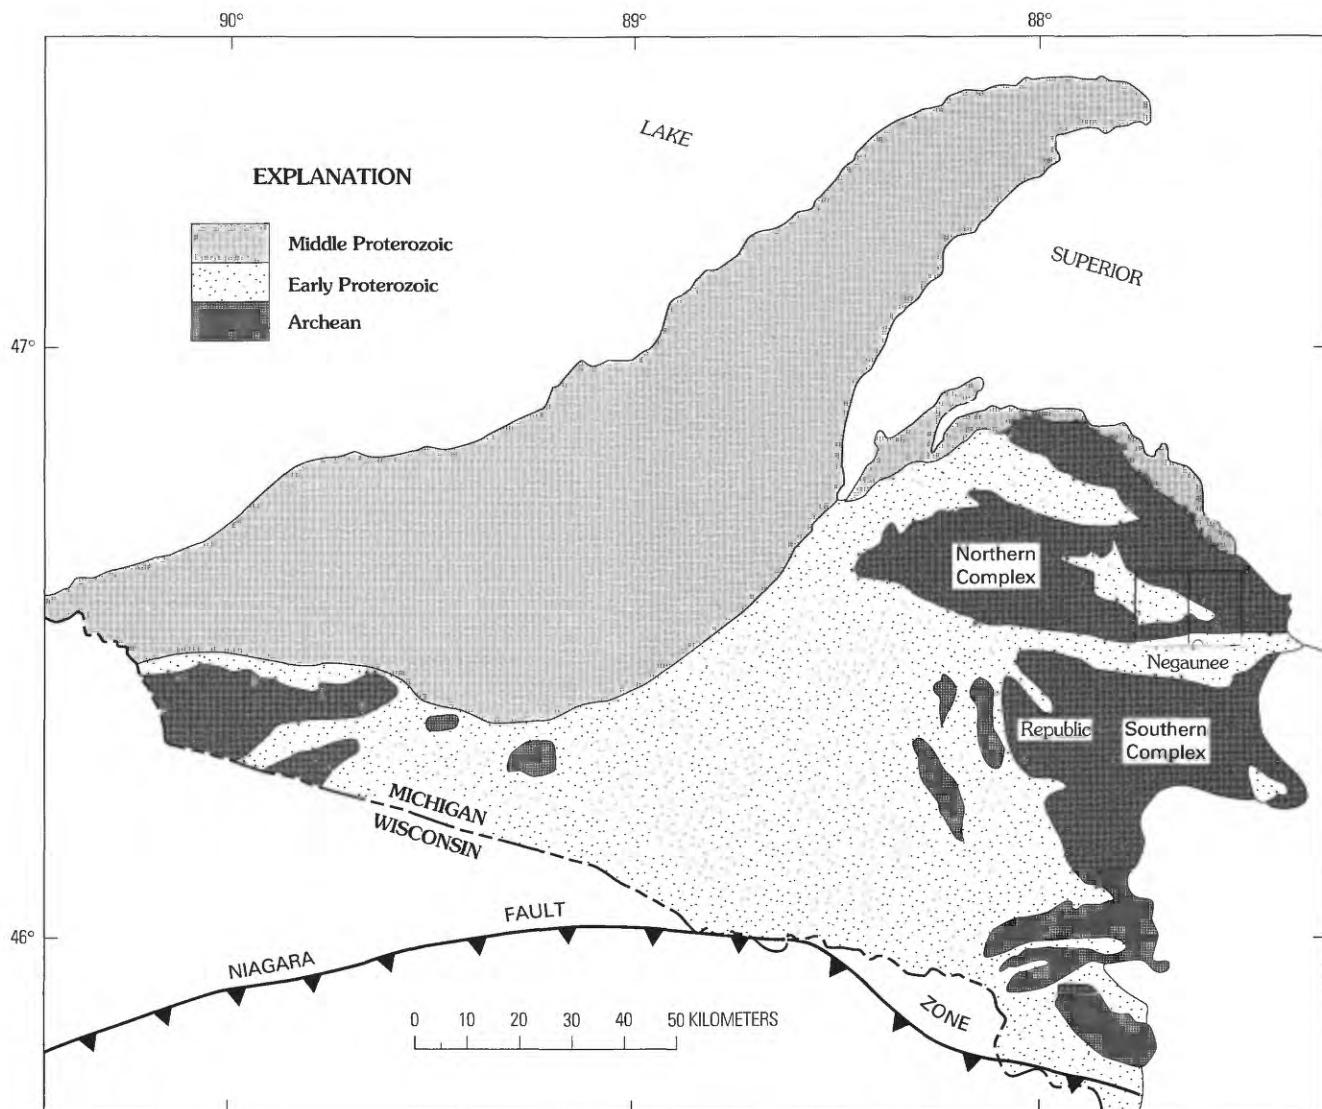 90° 89° 88°
LAKE
SUPERIOR
EXPLANATION
Middle Proterozoic
Early Proterozoic
Archean
47°
Northern
Complex
Negaunee
Republic
Southern
Complex
MICHIGAN
WISCONSIN
46°
NIAGARA FAULT ZONE
0 10 20 30 40 50 KILOMETERS